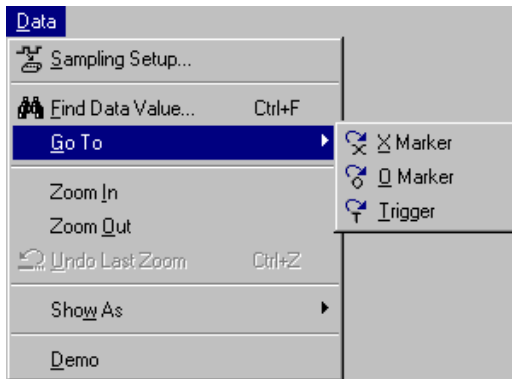 Data
Sampling Setup...
Find Data Value... Ctrl+F
Go To
X Marker
O Marker
Trigger
Zoom In
Zoom Out
Undo Last Zoom Ctrl+Z
Show As
Demo